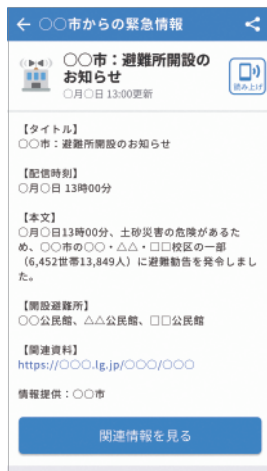 ○○市からの緊急情報
○○市：避難所開設の
お知らせ
○月○日 13:00更新
読み上げ
【タイトル】
○○市：避難所開設のお知らせ
【配信時刻】
○月○日 13時00分
【本文】
○月○日13時00分、土砂災害の危険があるた
め、○○市の○○・△△・□□校区の一部
（6,452世帯13,849人）に避難勧告を発令しまし
た。
【開設避難所】
○○公民館、△△公民館、□□公民館
【関連資料】
https://○○○.lg.jp/○○○/○○○
情報提供：○○市
関連情報を見る